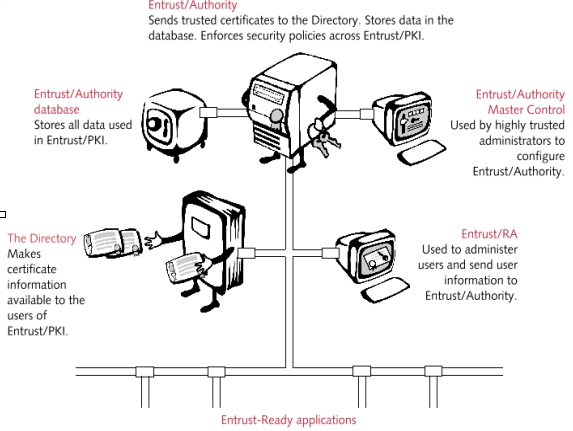 Entrust/Authority
Sends trusted certificates to the Directory. Stores data in the
database. Enforces security policies across Entrust/PKI.
Entrust/Authority
database
Stores all data used
in Entrust/PKI.
Entrust/Authority
Master Control
Used by highly trusted
administrators to
configure
Entrust/Authority.
The Directory
Makes
certificate
information
available to the
users of
Entrust/PKI.
Entrust/RA
Used to administer
users and send user
information to
Entrust/Authority.
Entrust-Ready applications